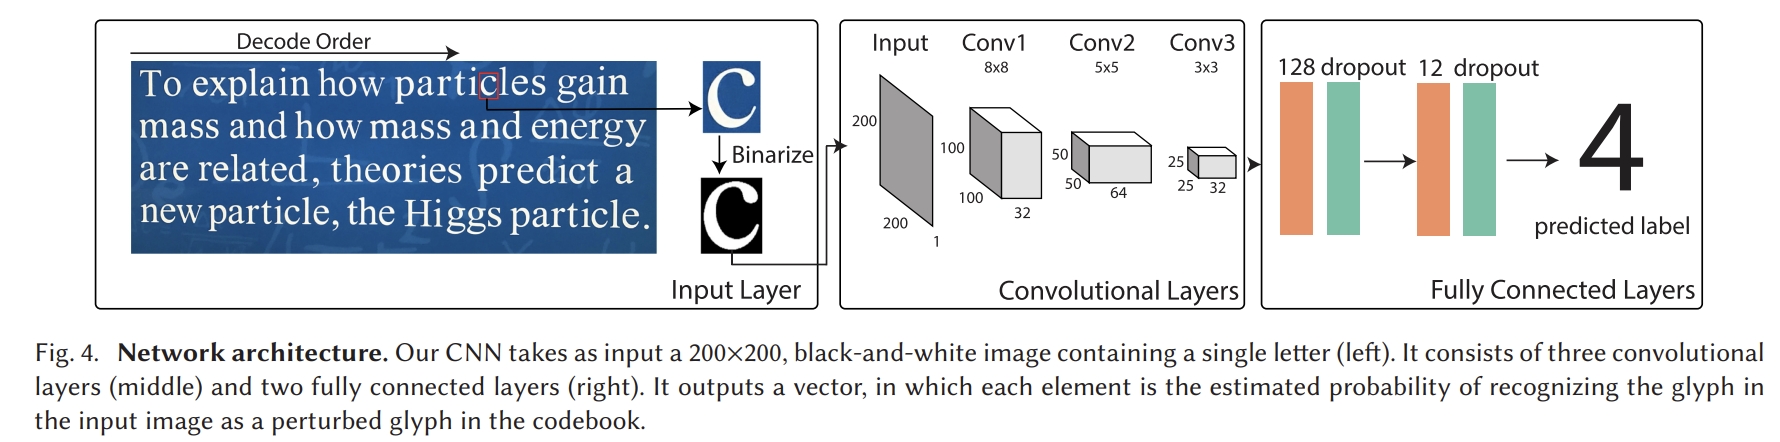 Decode Order
To explain how particles gain
mass and how mass and energy
are related, theories predict a
new particle, the Higgs particle.
C
Binarize
C
Input Layer
Input Conv1 Conv2 Conv3
8x8 5x5 3x3
200
200
1
100
100
32
50
50
64
25
25 32
Convolutional Layers
128 dropout 12 dropout
4
predicted label
Fully Connected Layers
Fig. 4. Network architecture. Our CNN takes as input a 200×200, black-and-white image containing a single letter (left). It consists of three convolutional
layers (middle) and two fully connected layers (right). It outputs a vector, in which each element is the estimated probability of recognizing the glyph in
the input image as a perturbed glyph in the codebook.